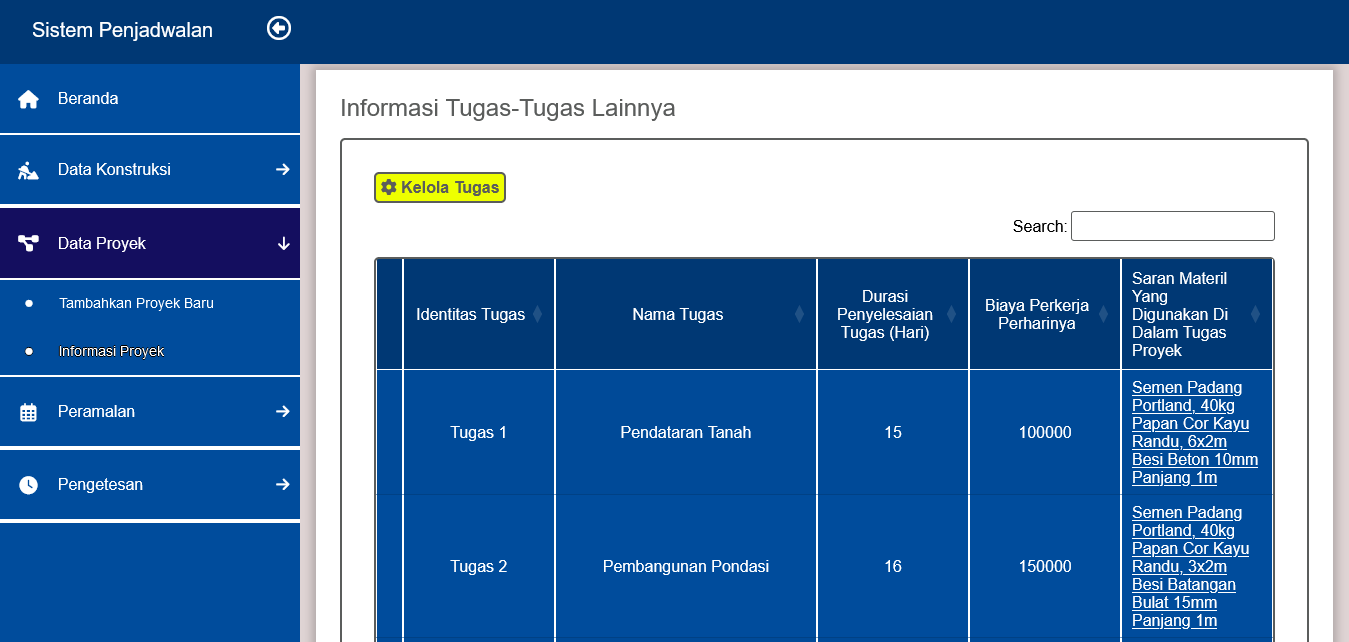 Sistem Penjadwalan
Beranda
Data Konstruksi
Data Proyek
Tambahkan Proyek Baru
Informasi Proyek
Peramalan
Pengetesan
Informasi Tugas-Tugas Lainnya
Kelola Tugas
Search:
Identitas Tugas
Nama Tugas
Durasi
Penyelesaian
Tugas (Hari)
Biaya Perkerja
Perharinya
Saran Materil
Yang
Digunakan Di
Dalam Tugas
Proyek
Tugas 1
Pendataran Tanah
15
100000
Semen Padang
Portland, 40kg
Papan Cor Kayu
Randu, 6x2m
Besi Beton 10mm
Panjang 1m
Tugas 2
Pembangunan Pondasi
16
150000
Semen Padang
Portland, 40kg
Papan Cor Kayu
Randu, 3x2m
Besi Batangan
Bulat 15mm
Panjang 1m